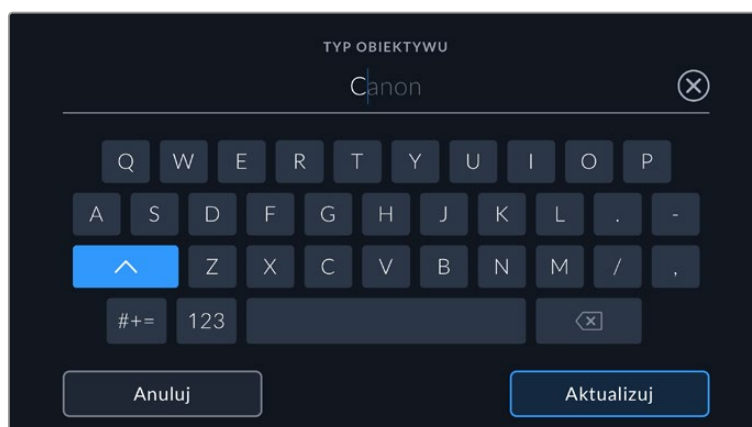 TYP OBIEKTYWU
Canon
Q W E R T Y U I O P
A S D F G H J K L . -
Z X C V B N M / ,
#+= 123
Anuluj Aktualizuj